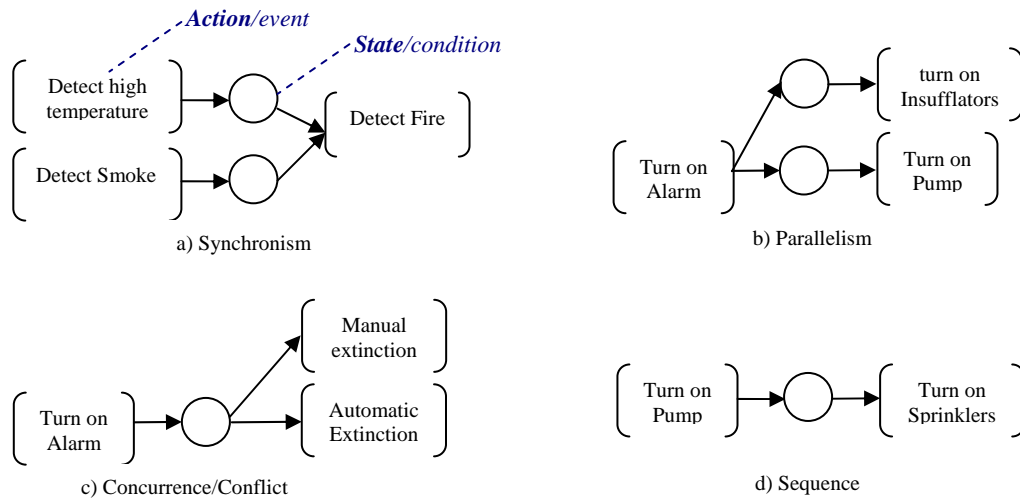 Action/event
State/condition
Detect high
temperature
Detect Smoke
Detect Fire
a) Synchronism
turn on
Insufflators
Turn on
Alarm
Turn on
Pump
b) Parallelism
Manual
extinction
Turn on
Alarm
Automatic
Extinction
c) Concurrence/Conflict
Turn on
Pump
Turn on
Sprinklers
d) Sequence